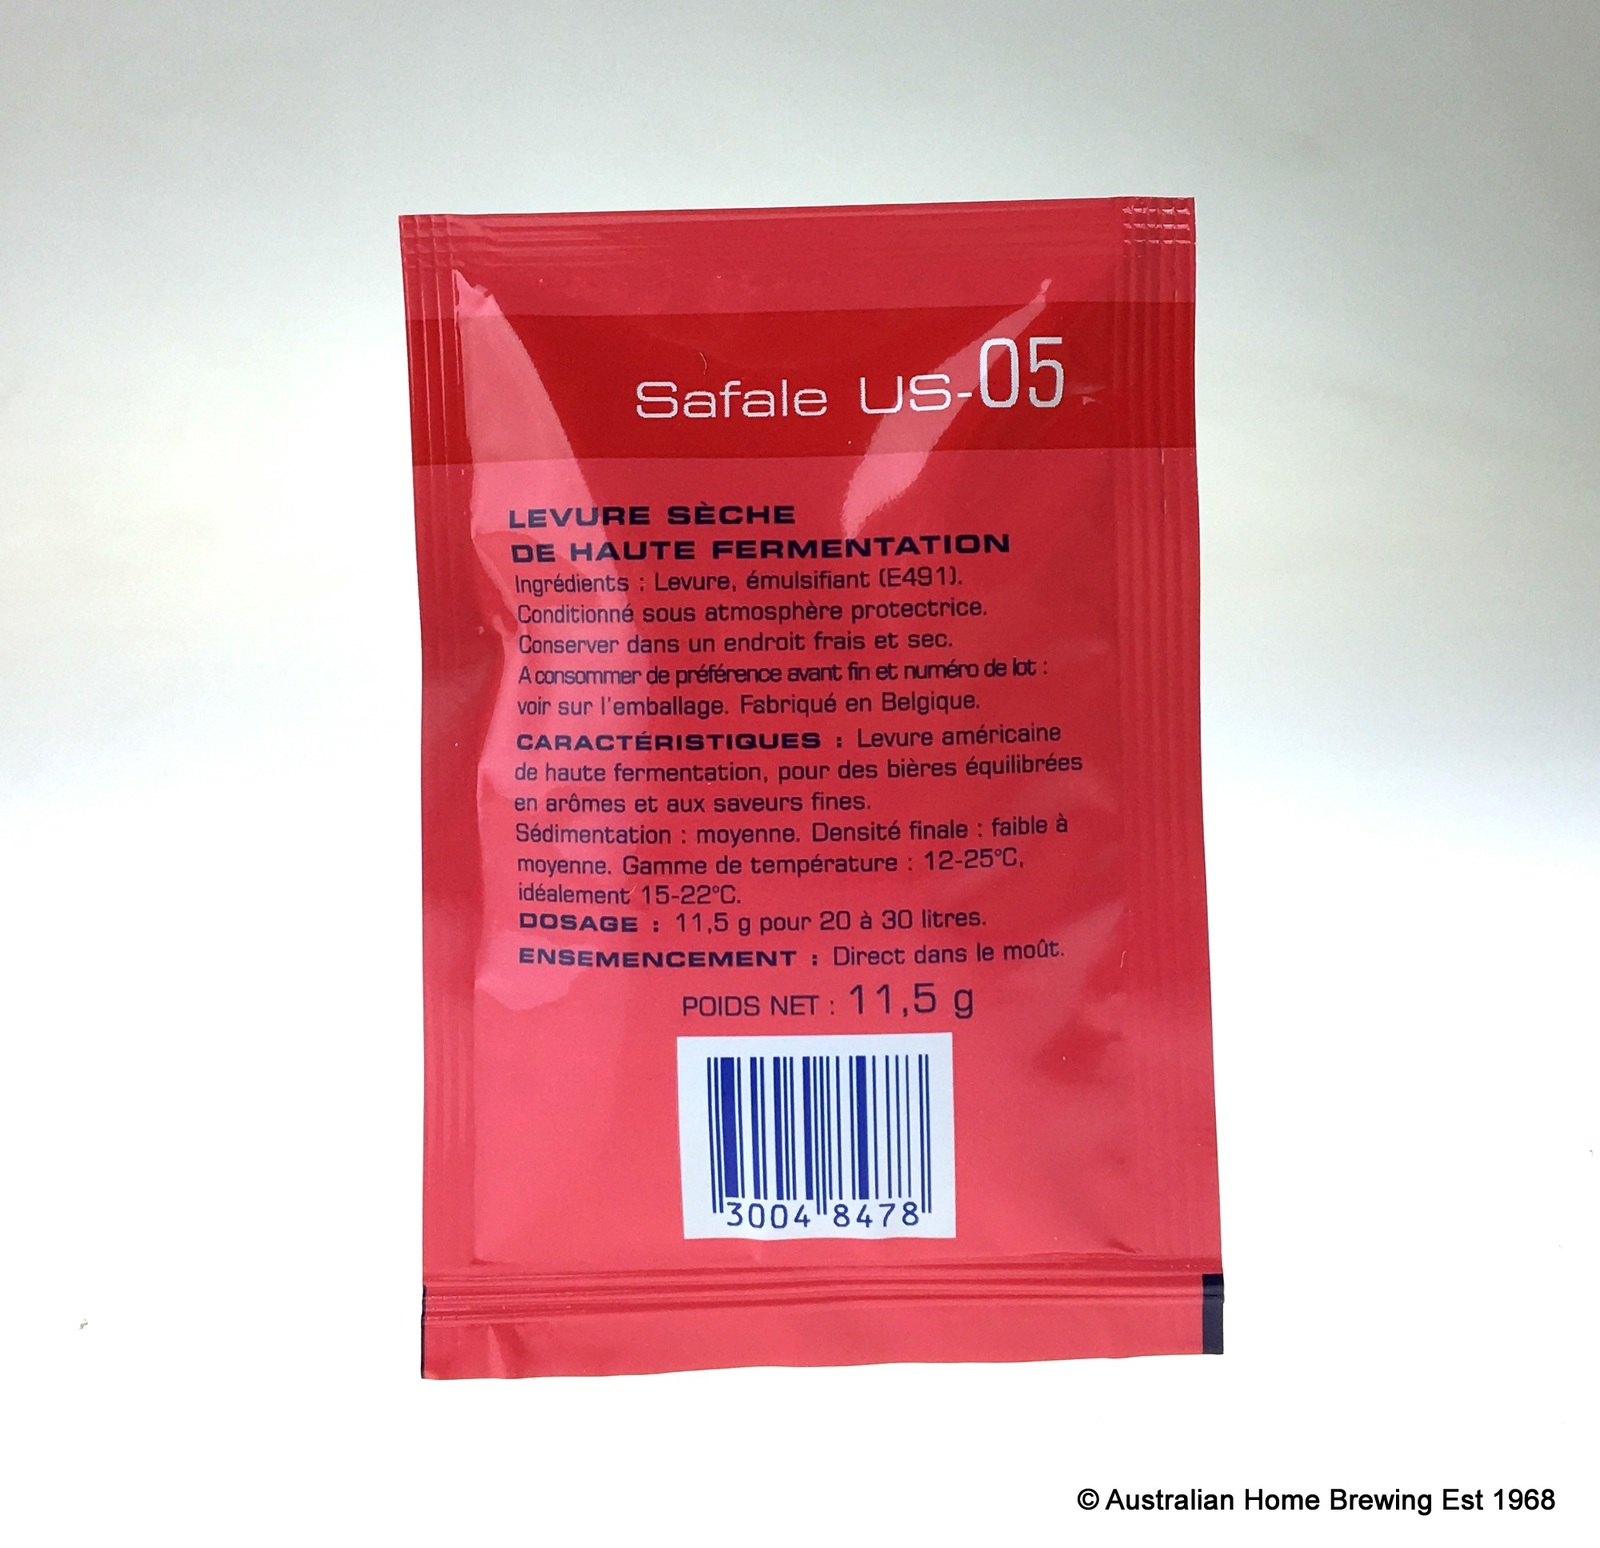 Safale US-05
LEVURE SÈCHE
DE HAUTE FERMENTATION
Ingrédients : Levure, émulsifiant (E491).
Conditionné sous atmosphère protectrice.
Conserver dans un endroit frais et sec.
A consommer de préférence avant fin et numéro de lot :
voir sur l'emballage. Fabriqué en Belgique.
CARACTÉRISTIQUES : Levure américaine
de haute fermentation, pour des bières équilibrées
en arômes et aux saveurs fines.
Sédimentation : moyenne. Densité finale : faible à
moyenne. Gamme de température : 12-25°C,
idéalement 15-22°C.
DOSAGE : 11,5 g pour 20 à 30 litres.
ENSEMENCEMENT : Direct dans le moût.
POIDS NET : 11,5 g
3004 8478
© Australian Home Brewing Est 1968